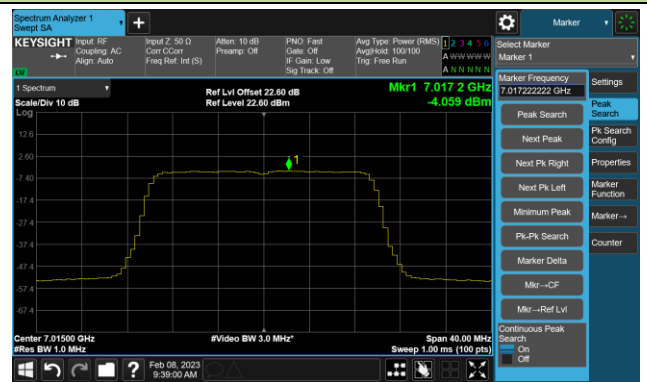 Spectrum Analyzer 1
Swept SA
Marker
KEYSIGHT
Input: RF
Coupling: AC
Align: Auto
Input Z: 50 Ω
Corr CCorr
Freq Ref: Int (S)
Atten: 10 dB
Preamp: Off
PNO: Fast
Gate: Off
IF Gain: Low
Sig Track: Off
Avg Type: Power (RMS)
Avg|Hold: 100/100
Trig: Free Run
1 2 3 4 5 6
A W W W W W
A N N N N N
Select Marker
Marker 1
1 Spectrum
Scale/Div 10 dB
Log
Ref Lvl Offset 22.60 dB
Ref Level 22.60 dBm
Mkr1 7.017 2 GHz
-4.059 dBm
Marker Frequency
7.017222222 GHz
Peak Search
Next Peak
Next Pk Right
Next Pk Left
Minimum Peak
Pk-Pk Search
Marker Delta
Mkr→CF
Mkr→Ref Lvl
Continuous Peak
Search
On
Off
Settings
Peak
Search
Pk Search
Config
Properties
Marker
Function
Marker→
Counter
12.6
2.60
-7.40
-17.4
-27.4
-37.4
-47.4
-57.4
-67.4
1
Center 7.01500 GHz
#Res BW 1.0 MHz
#Video BW 3.0 MHz*
Span 40.00 MHz
Sweep 1.00 ms (100 pts)
?
Feb 08, 2023
9:39:00 AM